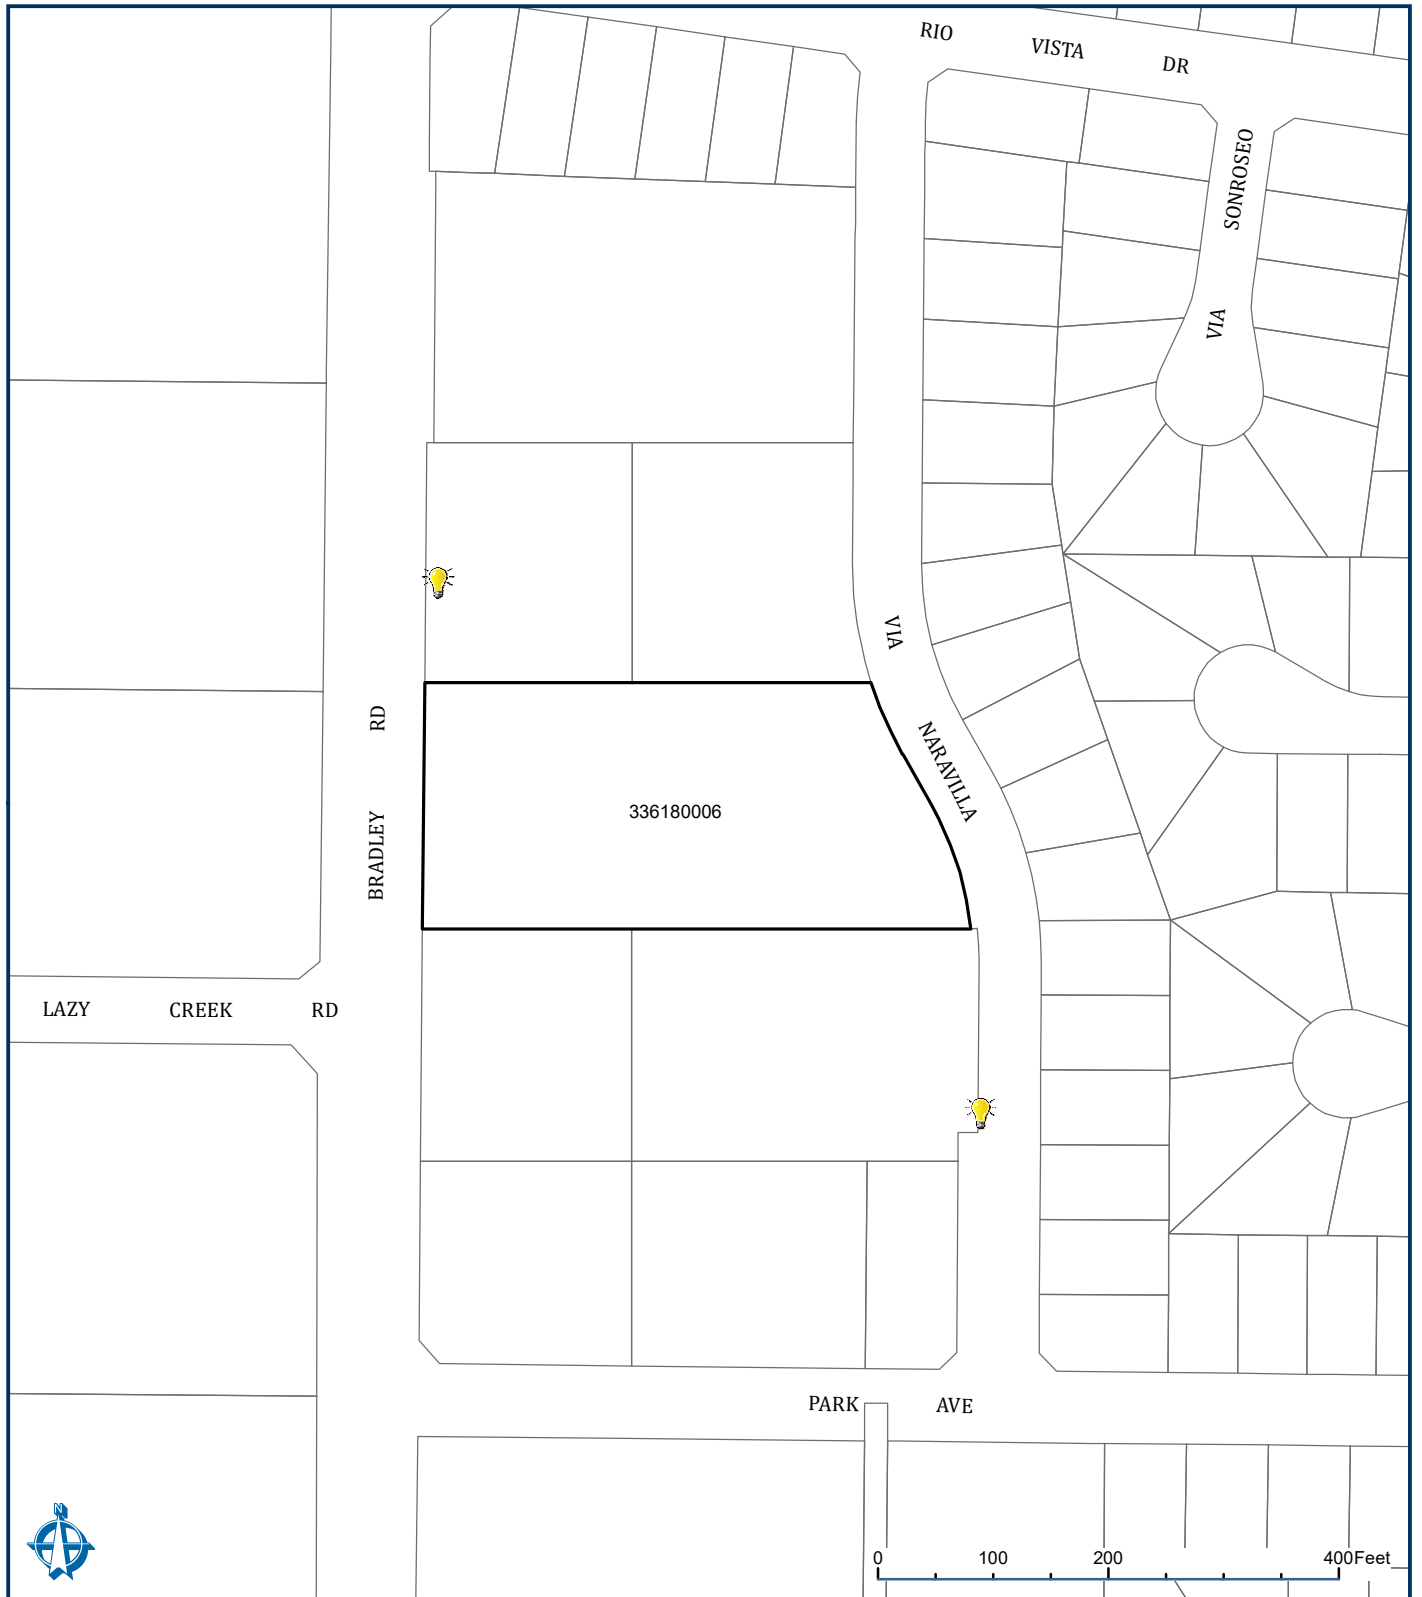 RIO VISTA DR
VIA SONROSEO
VIA NARAVILLA
BRADLEY RD
336180006
LAZY CREEK RD
PARK AVE
N
0 100 200 400Feet